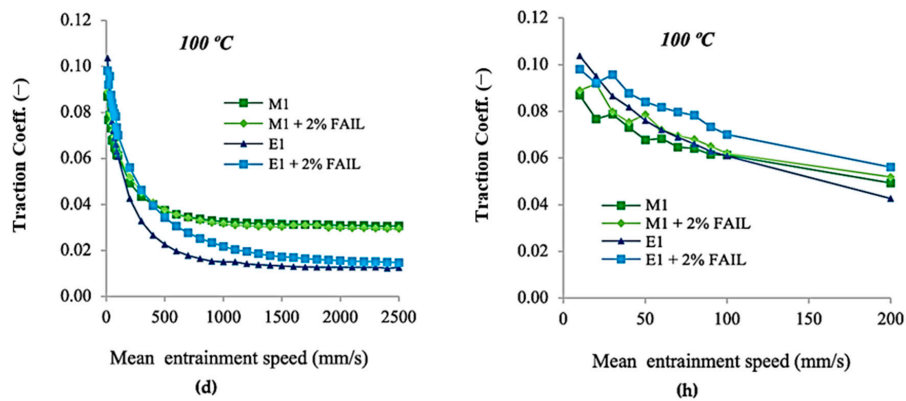 0.12
0.10
0.08
0.06
0.04
0.02
0.00
Traction Coeff. (−)
100 ºC
M1
M1 + 2% FAIL
E1
E1 + 2% FAIL
0 500 1000 1500 2000 2500
Mean entrainment speed (mm/s)
(d)
0.12
0.10
0.08
0.06
0.04
0.02
0.00
Traction Coeff. (−)
100 ºC
M1
M1 + 2% FAIL
E1
E1 + 2% FAIL
0 50 100 150 200
Mean entrainment speed (mm/s)
(h)